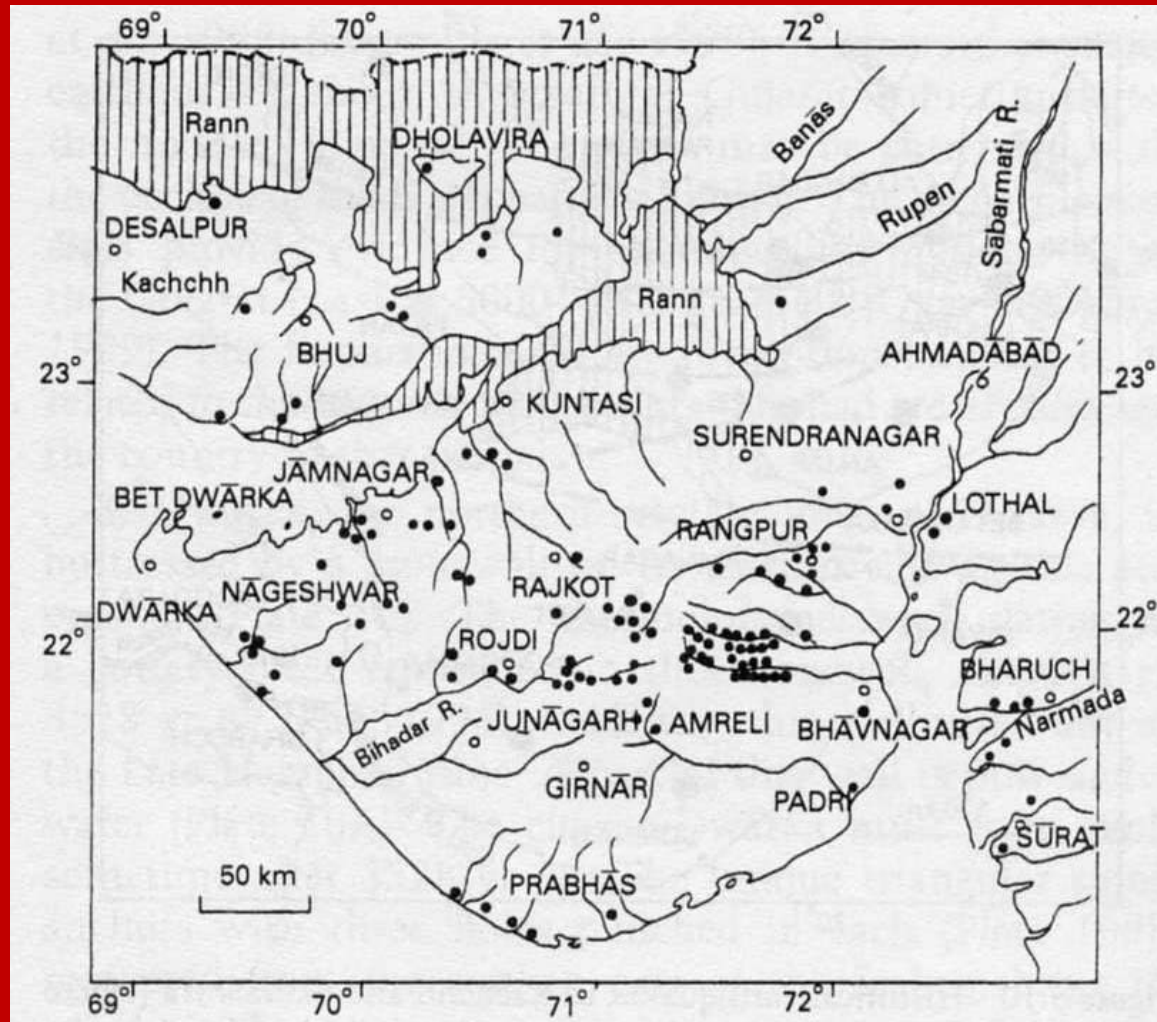 69° 70° 71° 72°
Rann
DHOLAVIRA
Banās
Rupen
Sābarmati R.
DESALPUR
Kachchh
Rann
BHUJ
AHMADĀBĀD
23° 23°
KUNTASI
SURENDRANAGAR
JĀMNAGAR
BET DWĀRKA
LOTHAL
RANGPUR
NĀGESHWAR
RAJKOT
DWĀRKA
22° 22°
ROJDI
BHARUCH
Narmada
Bihadar R.
JUNĀGARH
AMRELI
BHĀVNAGAR
GIRNĀR
PADRI
SŪRAT
50 km
PRABHĀS
69° 70° 71° 72°